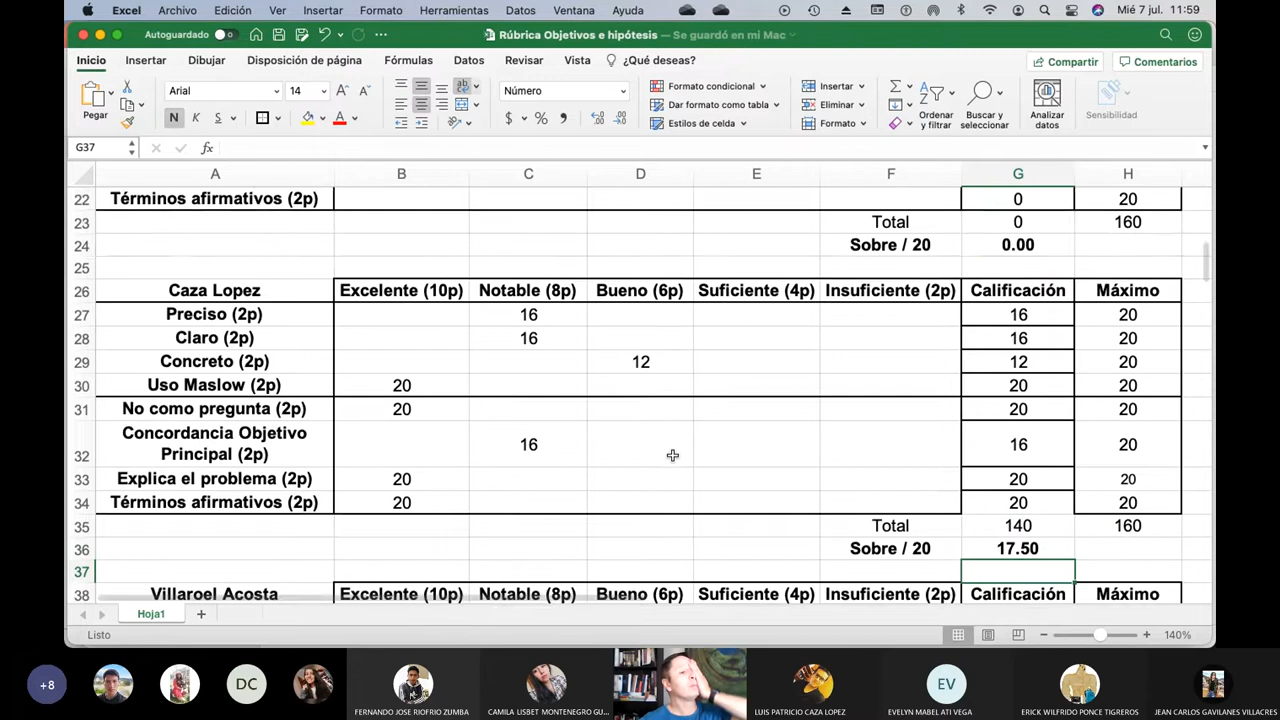 Excel Archivo Edición Ver Insertar Formato Herramientas Datos Ventana Ayuda Mié 7 jul. 11:59
Autoguardado Rúbrica Objetivos e hipótesis — Se guardó en mi Mac
Inicio Insertar Dibujar Disposición de página Fórmulas Datos Revisar Vista ¿Qué deseas? Compartir Comentarios
Pegar Arial 14 Número Formato condicional Insertar
N K S Dar formato como tabla Eliminar
Estilos de celda Formato
Ordenar y filtrar Buscar y seleccionar Analizar datos Sensibilidad
G37 fx
A B C D E F G H
22 Términos afirmativos (2p) 0 20
23 Total 0 160
24 Sobre / 20 0.00
25
26 Caza Lopez Excelente (10p) Notable (8p) Bueno (6p) Suficiente (4p) Insuficiente (2p) Calificación Máximo
27 Preciso (2p) 16 16 20
28 Claro (2p) 16 16 20
29 Concreto (2p) 12 12 20
30 Uso Maslow (2p) 20 20 20
31 No como pregunta (2p) 20 20 20
32 Concordancia Objetivo Principal (2p) 16 16 20
33 Explica el problema (2p) 20 20 20
34 Términos afirmativos (2p) 20 20 20
35 Total 140 160
36 Sobre / 20 17.50
37
38 Villaroel Acosta Excelente (10p) Notable (8p) Bueno (6p) Suficiente (4p) Insuficiente (2p) Calificación Máximo
Hoja1
Listo 140%
+8 DC EV
FERNANDO JOSE RIOFRIO ZUMBA CAMILA LISBET MONTENEGRO GU... LUIS PATRICIO CAZA LOPEZ EVELYN MABEL ATI VEGA ERICK WILFRIDO PONCE TIGREROS JEAN CARLOS GAVILANES VILLACRES